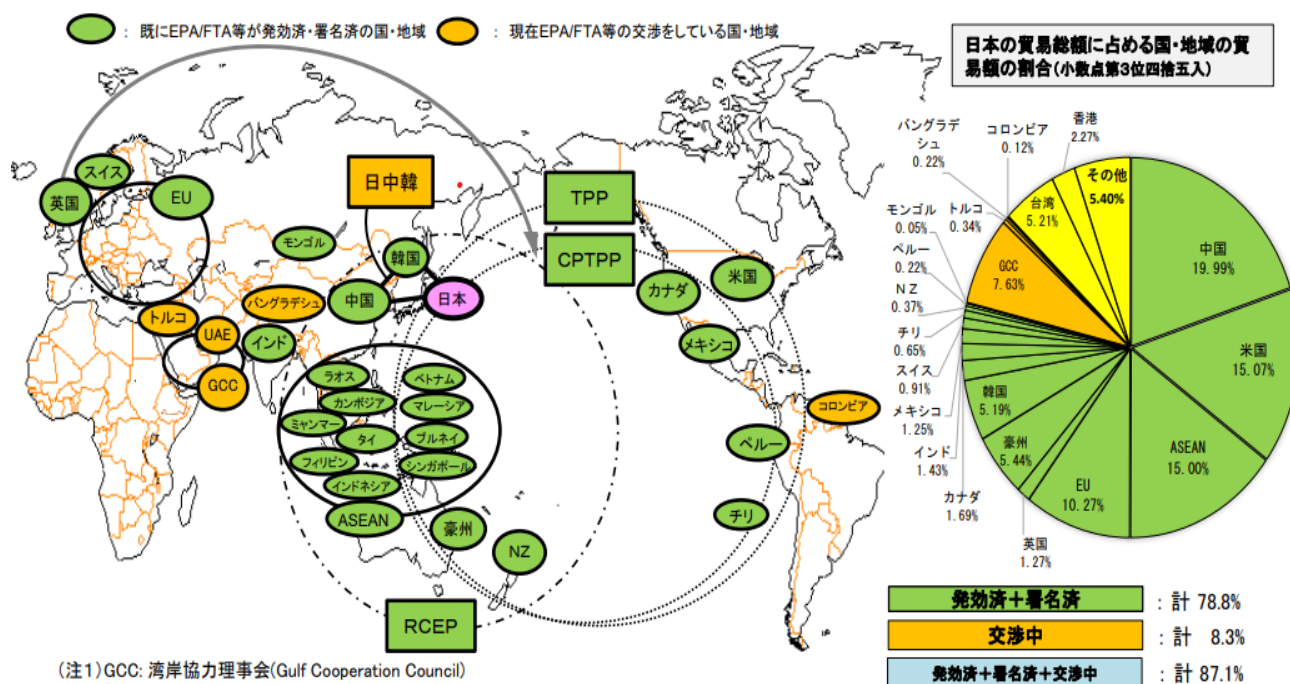 ： 既にEPA/FTA等が発効済・署名済の国・地域
： 現在EPA/FTA等の交渉をしている国・地域
日本の貿易総額に占める国・地域の貿
易額の割合(小数点第3位四捨五入)
スイス
英国
EU
モンゴル
日中韓
韓国
中国
日本
バングラデシュ
トルコ
UAE
GCC
インド
TPP
CPTPP
カナダ
米国
メキシコ
コロンビア
ペルー
チリ
ラオス
ベトナム
カンボジア
マレーシア
ミャンマー
タイ
ブルネイ
フィリピン
シンガポール
インドネシア
ASEAN
豪州
NZ
RCEP
(注1)GCC: 湾岸協力理事会(Gulf Cooperation Council)
中国
19.99%
米国
15.07%
ASEAN
15.00%
EU
10.27%
英国
1.27%
豪州
5.44%
韓国
5.19%
カナダ
1.69%
インド
1.43%
メキシコ
1.25%
スイス
0.91%
チリ
0.65%
NZ
0.37%
ペルー
0.22%
モンゴル
0.05%
GCC
7.63%
トルコ
0.34%
バングラデ
シュ
0.22%
コロンビア
0.12%
台湾
5.21%
香港
2.27%
その他
5.40%
発効済＋署名済 ：計 78.8%
交渉中 ：計 8.3%
発効済＋署名済＋交渉中 ：計 87.1%